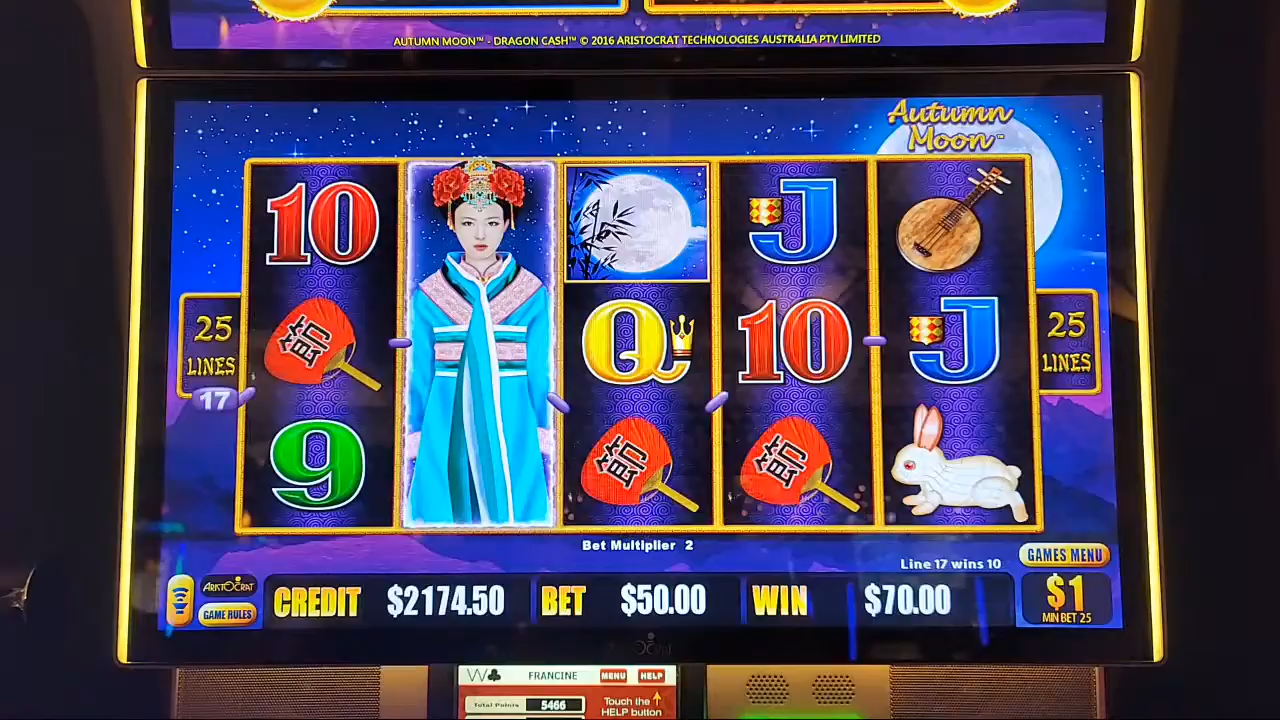 AUTUMN MOON™ - DRAGON CASH™ © 2016 ARISTOCRAT TECHNOLOGIES AUSTRALIA PTY LIMITED
Autumn
Moon™
10
J
25
LINES
Q
10
J
25
LINES
17
9
Bet Multiplier 2
Line 17 wins 10
GAMES MENU
ARISTOCRAT
GAME RULES
CREDIT $2174.50 BET $50.00 WIN $70.00
$1
MIN BET 25
W♣ FRANCINE MENU HELP
Total Points 5466
Touch the ↑
HELP button